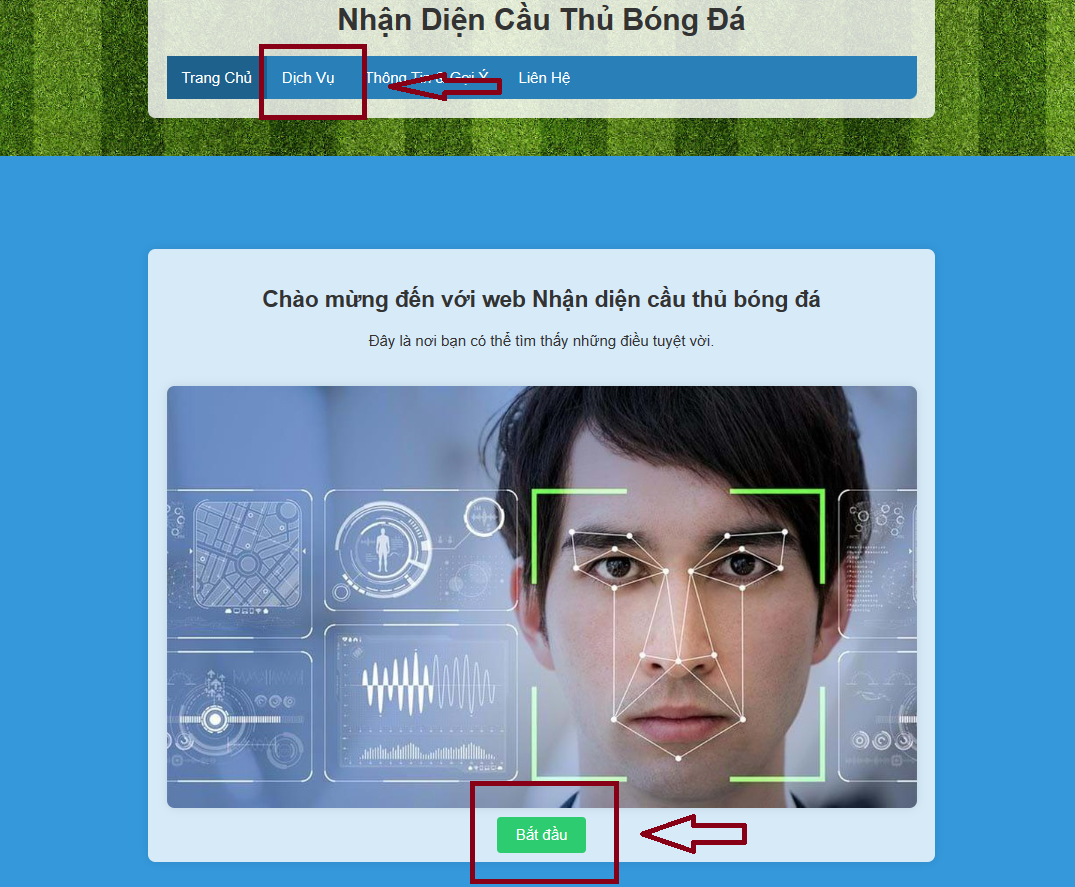 Nhận Diện Cầu Thủ Bóng Đá
Trang Chủ Dịch Vụ Thông Tin & Gợi Ý Liên Hệ
Chào mừng đến với web Nhận diện cầu thủ bóng đá
Đây là nơi bạn có thể tìm thấy những điều tuyệt vời.
Bắt đầu